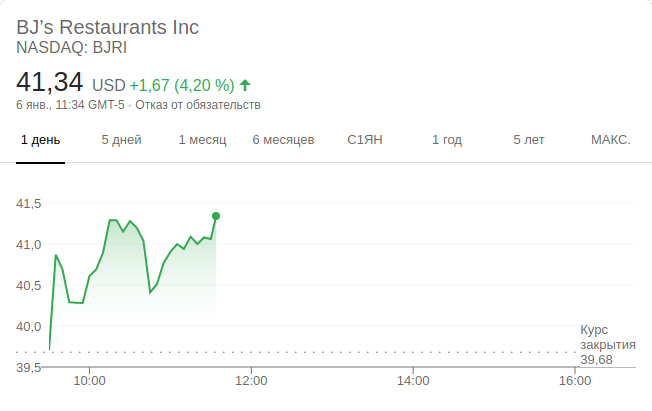 BJ’s Restaurants Inc
NASDAQ: BJRI
41,34 USD +1,67 (4,20 %)
6 янв., 11:34 GMT-5 · Отказ от обязательств
1 день 5 дней 1 месяц 6 месяцев С1ЯН 1 год 5 лет МАКС.
41,5
41,0
40,5
40,0
39,5
Курс
закрытия
39,68
10:00 12:00 14:00 16:00